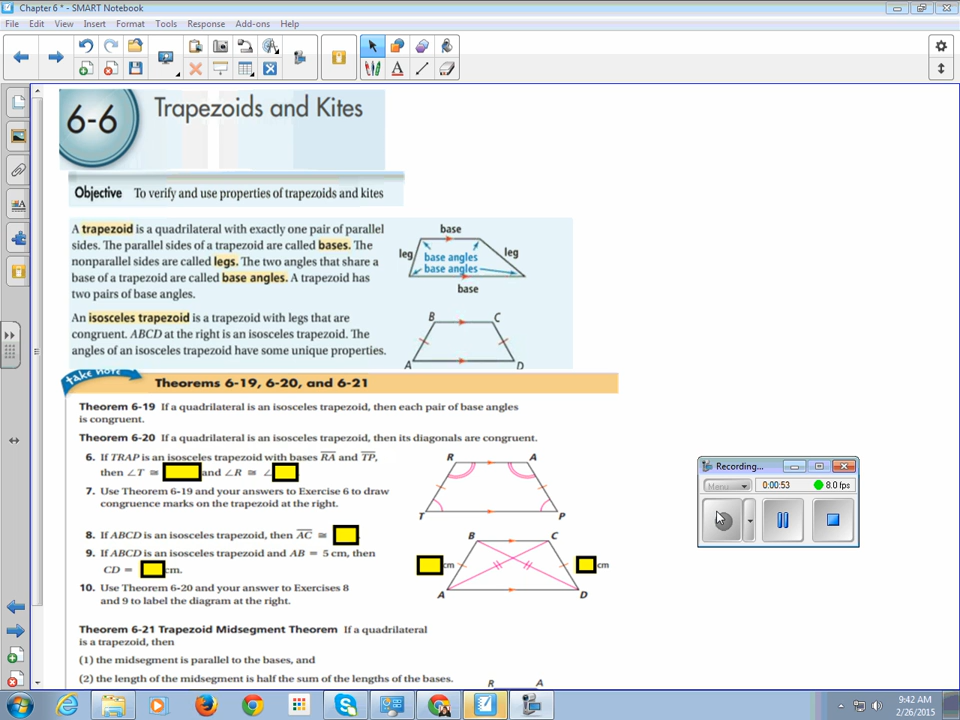 Chapter 6 * - SMART Notebook
File Edit View Insert Format Tools Response Add-ons Help
6-6 Trapezoids and Kites
Objective To verify and use properties of trapezoids and kites
A trapezoid is a quadrilateral with exactly one pair of parallel
sides. The parallel sides of a trapezoid are called bases. The
nonparallel sides are called legs. The two angles that share a
base of a trapezoid are called base angles. A trapezoid has
two pairs of base angles.
base
leg
leg
base angles
base angles
base
An isosceles trapezoid is a trapezoid with legs that are
congruent. ABCD at the right is an isosceles trapezoid. The
angles of an isosceles trapezoid have some unique properties.
B C
A D
take note
Theorems 6-19, 6-20, and 6-21
Theorem 6-19 If a quadrilateral is an isosceles trapezoid, then each pair of base angles
is congruent.
Theorem 6-20 If a quadrilateral is an isosceles trapezoid, then its diagonals are congruent.
6. If TRAP is an isosceles trapezoid with bases RA and TP,
then ∠T ≅ and ∠R ≅ ∠
7. Use Theorem 6-19 and your answers to Exercise 6 to draw
congruence marks on the trapezoid at the right.
R A
T P
8. If ABCD is an isosceles trapezoid, then AC ≅
9. If ABCD is an isosceles trapezoid and AB = 5 cm, then
CD = cm.
10. Use Theorem 6-20 and your answer to Exercises 8
and 9 to label the diagram at the right.
B C
cm cm
A D
Theorem 6-21 Trapezoid Midsegment Theorem If a quadrilateral
is a trapezoid, then
(1) the midsegment is parallel to the bases, and
(2) the length of the midsegment is half the sum of the lengths of the bases.
R A
Recording...
Menu 0:00:53 8.0 fps
9:42 AM
2/26/2015